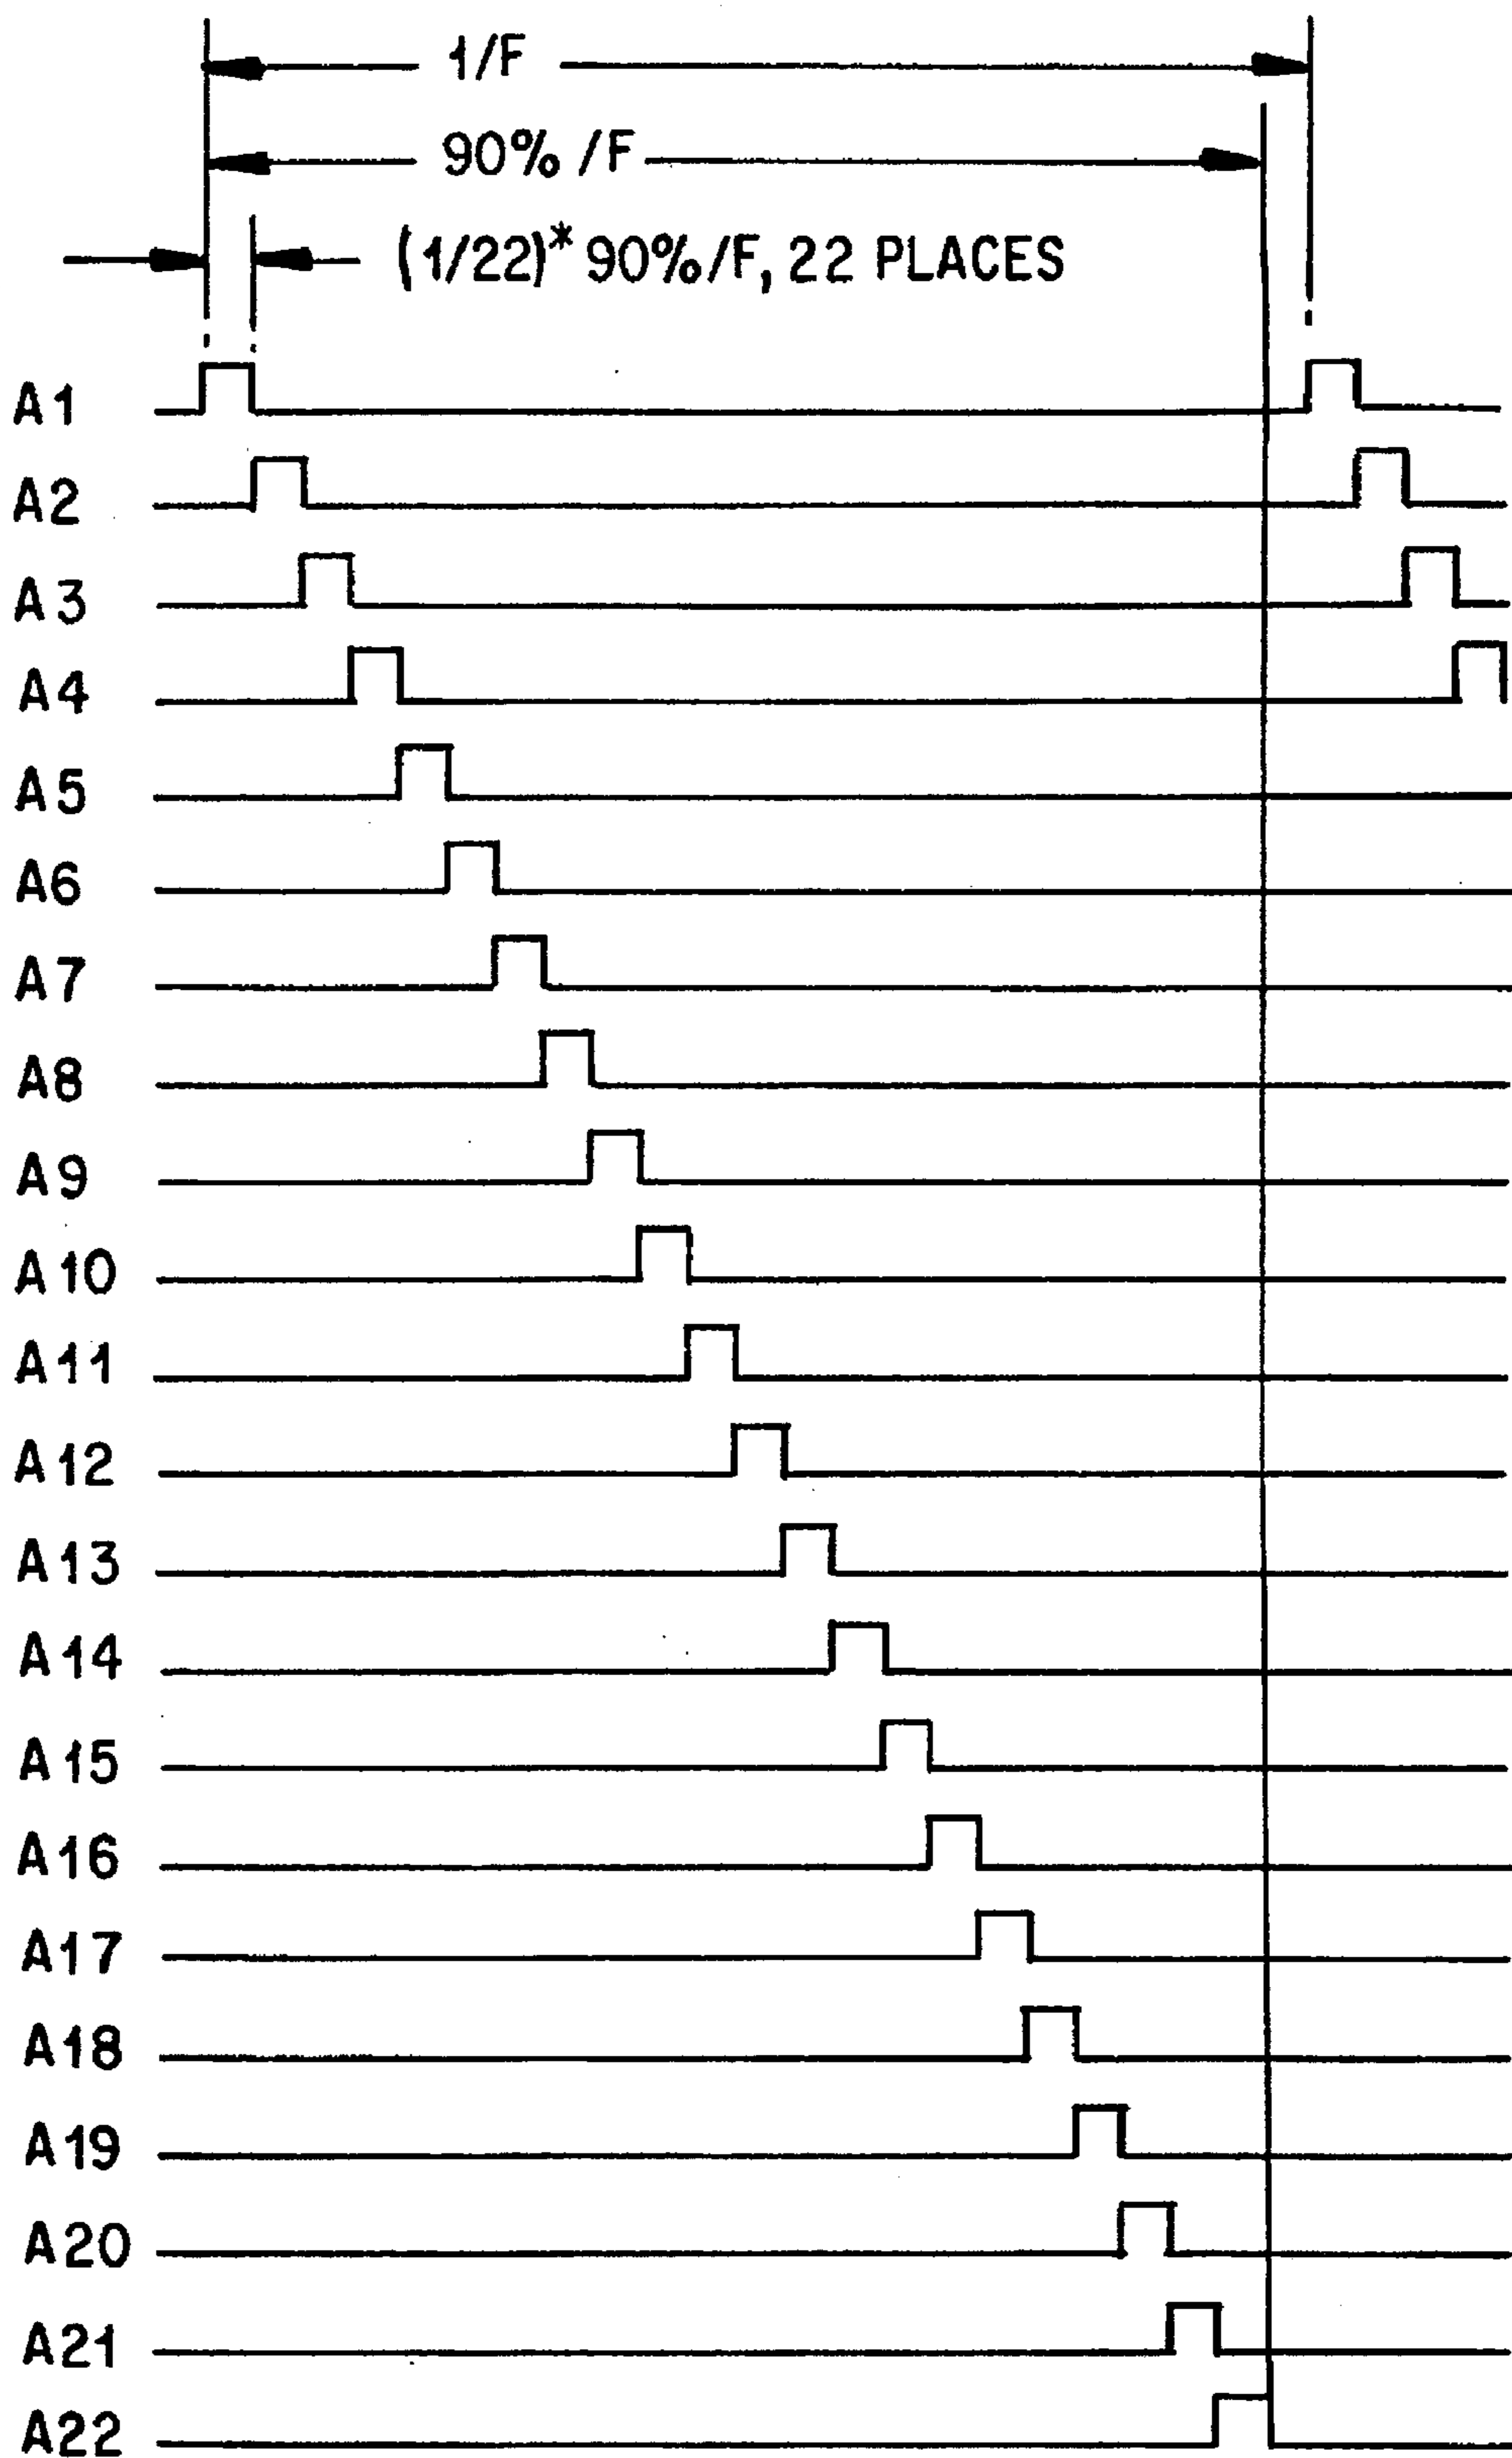 1/F
90% /F
(1/22)* 90%/F, 22 PLACES
A1
A2
A3
A4
A5
A6
A7
A8
A9
A10
A11
A12
A13
A14
A15
A16
A17
A18
A19
A20
A21
A22